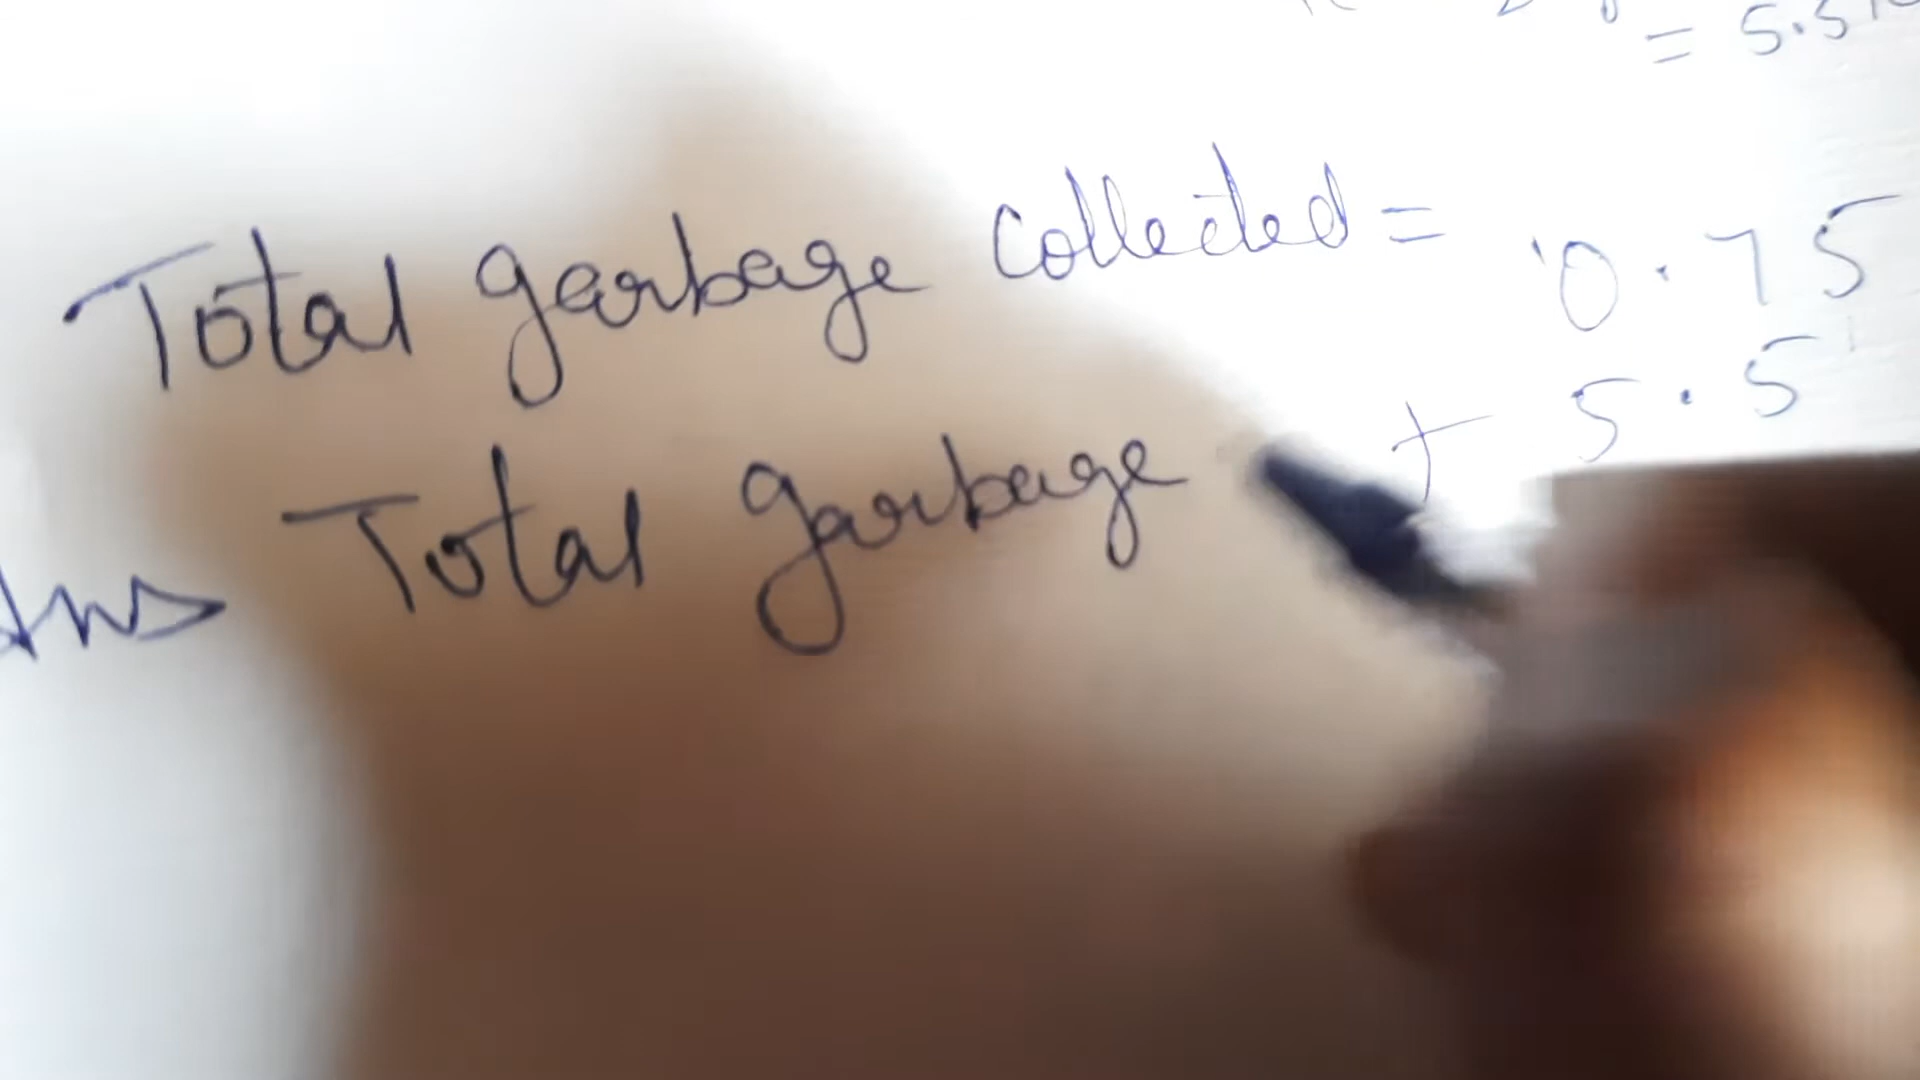 = 5.5
Total garbage collected = 0.75
+ 5.5
Ans Total garbage